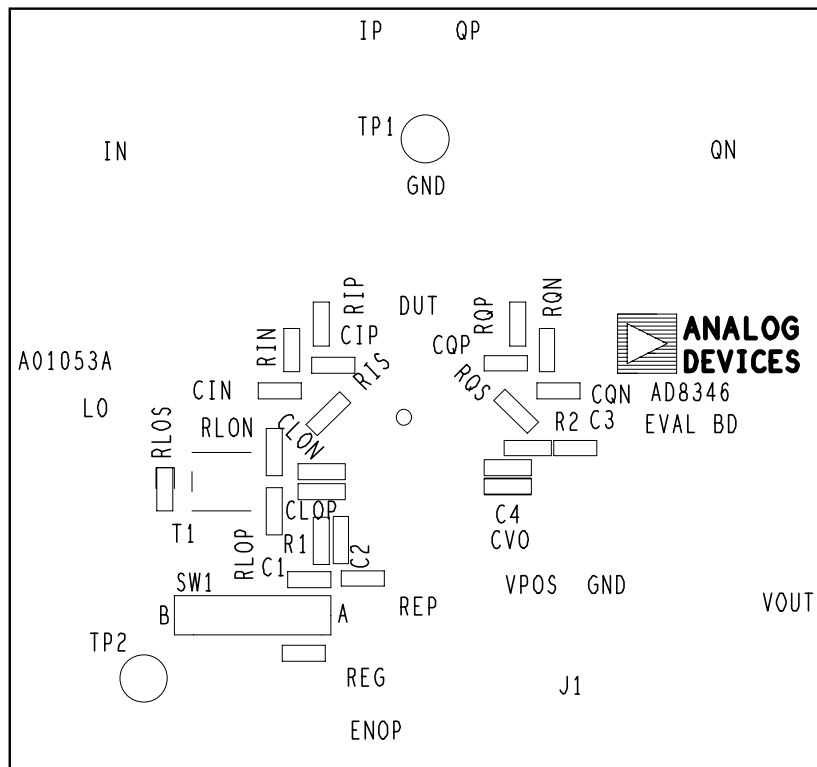 IP QP
TP1
IN
QN
GND
RIP
DUT
RQP
RQN
RIN
CIP
CQP
ANALOG
DEVICES
A01053A
RIS
RQS
CIN
CQN
AD8346
LO
RLOS
RLON
CLON
R2
C3
EVAL BD
CLOP
C4
T1
RLOP
R1
C2
CVO
C1
SW1
VPOS GND
B
A
REP
VOUT
TP2
REG
J1
ENOP